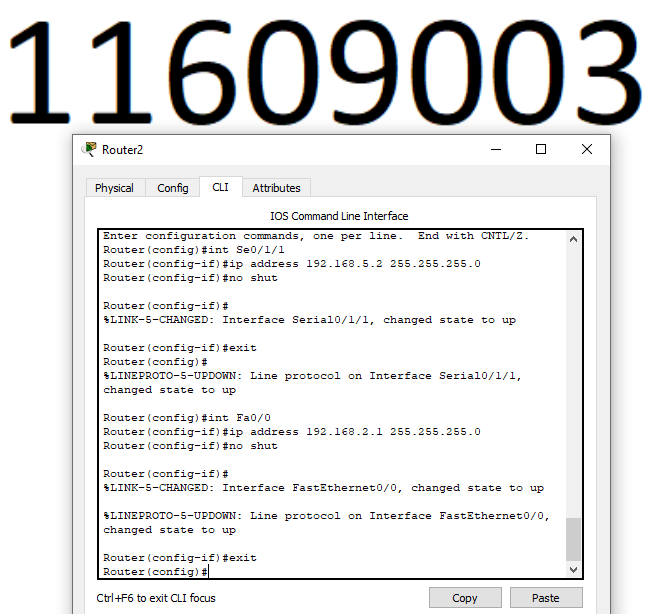 11609003
Router2
Physical Config CLI Attributes
IOS Command Line Interface
Enter configuration commands, one per line.  End with CNTL/Z.
Router(config)#int Se0/1/1
Router(config-if)#ip address 192.168.5.2 255.255.255.0
Router(config-if)#no shut
Router(config-if)#
%LINK-5-CHANGED: Interface Serial0/1/1, changed state to up
Router(config-if)#exit
Router(config)#
%LINEPROTO-5-UPDOWN: Line protocol on Interface Serial0/1/1,
changed state to up
Router(config)#int Fa0/0
Router(config-if)#ip address 192.168.2.1 255.255.255.0
Router(config-if)#no shut
Router(config-if)#
%LINK-5-CHANGED: Interface FastEthernet0/0, changed state to up
%LINEPROTO-5-UPDOWN: Line protocol on Interface FastEthernet0/0,
changed state to up
Router(config-if)#exit
Router(config)#
Ctrl+F6 to exit CLI focus Copy Paste